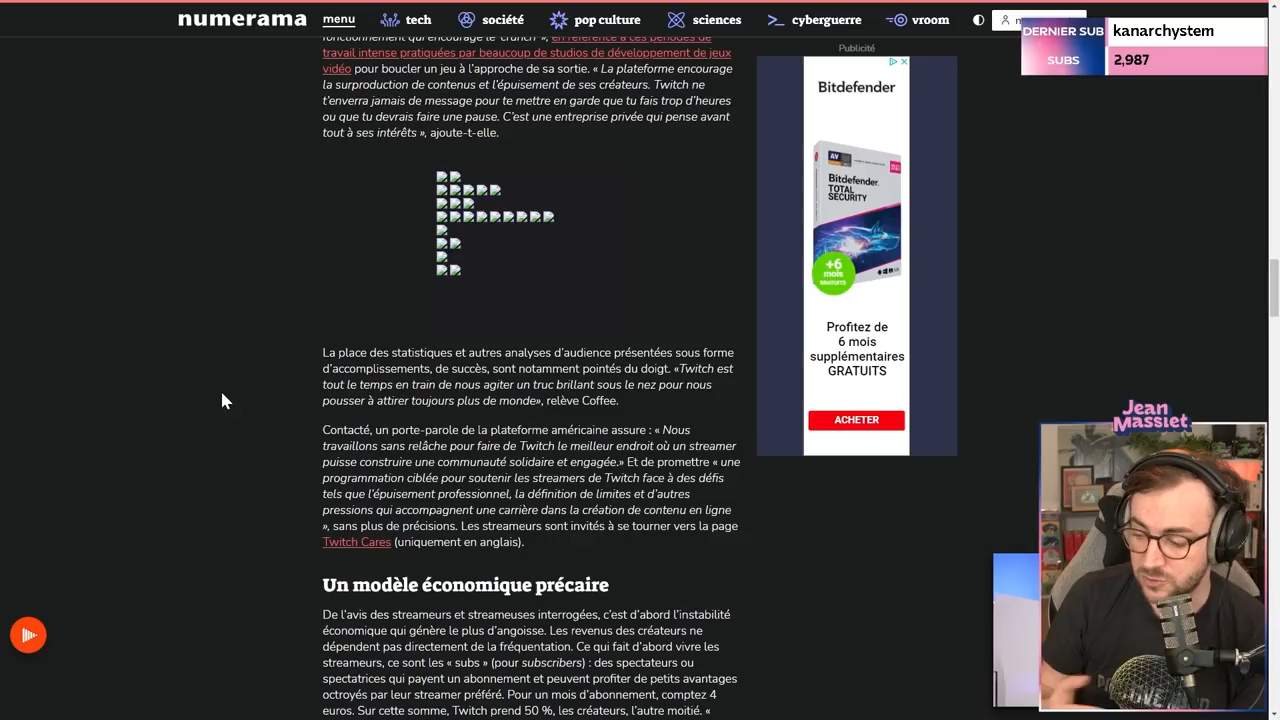 numerama
menu
tech
société
pop culture
sciences
cyberguerre
vroom
DERNIER SUB
kanarchystem
SUBS
2,987
fonctionnement qui encourage le "crunch", en référence à ces périodes de
travail intense pratiquées par beaucoup de studios de développement de jeux
vidéo pour boucler un jeu à l'approche de sa sortie. « La plateforme encourage
la surproduction de contenus et l'épuisement de ses créateurs. Twitch ne
t'enverra jamais de message pour te mettre en garde que tu fais trop d'heures
ou que tu devrais faire une pause. C'est une entreprise privée qui pense avant
tout à ses intérêts », ajoute-t-elle.
La place des statistiques et autres analyses d'audience présentées sous forme
d'accomplissements, de succès, sont notamment pointés du doigt. «Twitch est
tout le temps en train de nous agiter un truc brillant sous le nez pour nous
pousser à attirer toujours plus de monde», relève Coffee.
Contacté, un porte-parole de la plateforme américaine assure : « Nous
travaillons sans relâche pour faire de Twitch le meilleur endroit où un streamer
puisse construire une communauté solidaire et engagée.» Et de promettre « une
programmation ciblée pour soutenir les streamers de Twitch face à des défis
tels que l'épuisement professionnel, la définition de limites et d'autres
pressions qui accompagnent une carrière dans la création de contenu en ligne
», sans plus de précisions. Les streameurs sont invités à se tourner vers la page
Twitch Cares (uniquement en anglais).
Un modèle économique précaire
De l'avis des streameurs et streameuses interrogées, c'est d'abord l'instabilité
économique qui génère le plus d'angoisse. Les revenus des créateurs ne
dépendent pas directement de la fréquentation. Ce qui fait d'abord vivre les
streameurs, ce sont les « subs » (pour subscribers) : des spectateurs ou
spectatrices qui payent un abonnement et peuvent profiter de petits avantages
octroyés par leur streamer préféré. Pour un mois d'abonnement, comptez 4
euros. Sur cette somme, Twitch prend 50 %, les créateurs, l'autre moitié. «
Publicité
Bitdefender
Bitdefender
TOTAL
SECURITY
+6
mois
GRATUITS
Profitez de
6 mois
supplémentaires
GRATUITS
ACHETER
Jean
Massiet